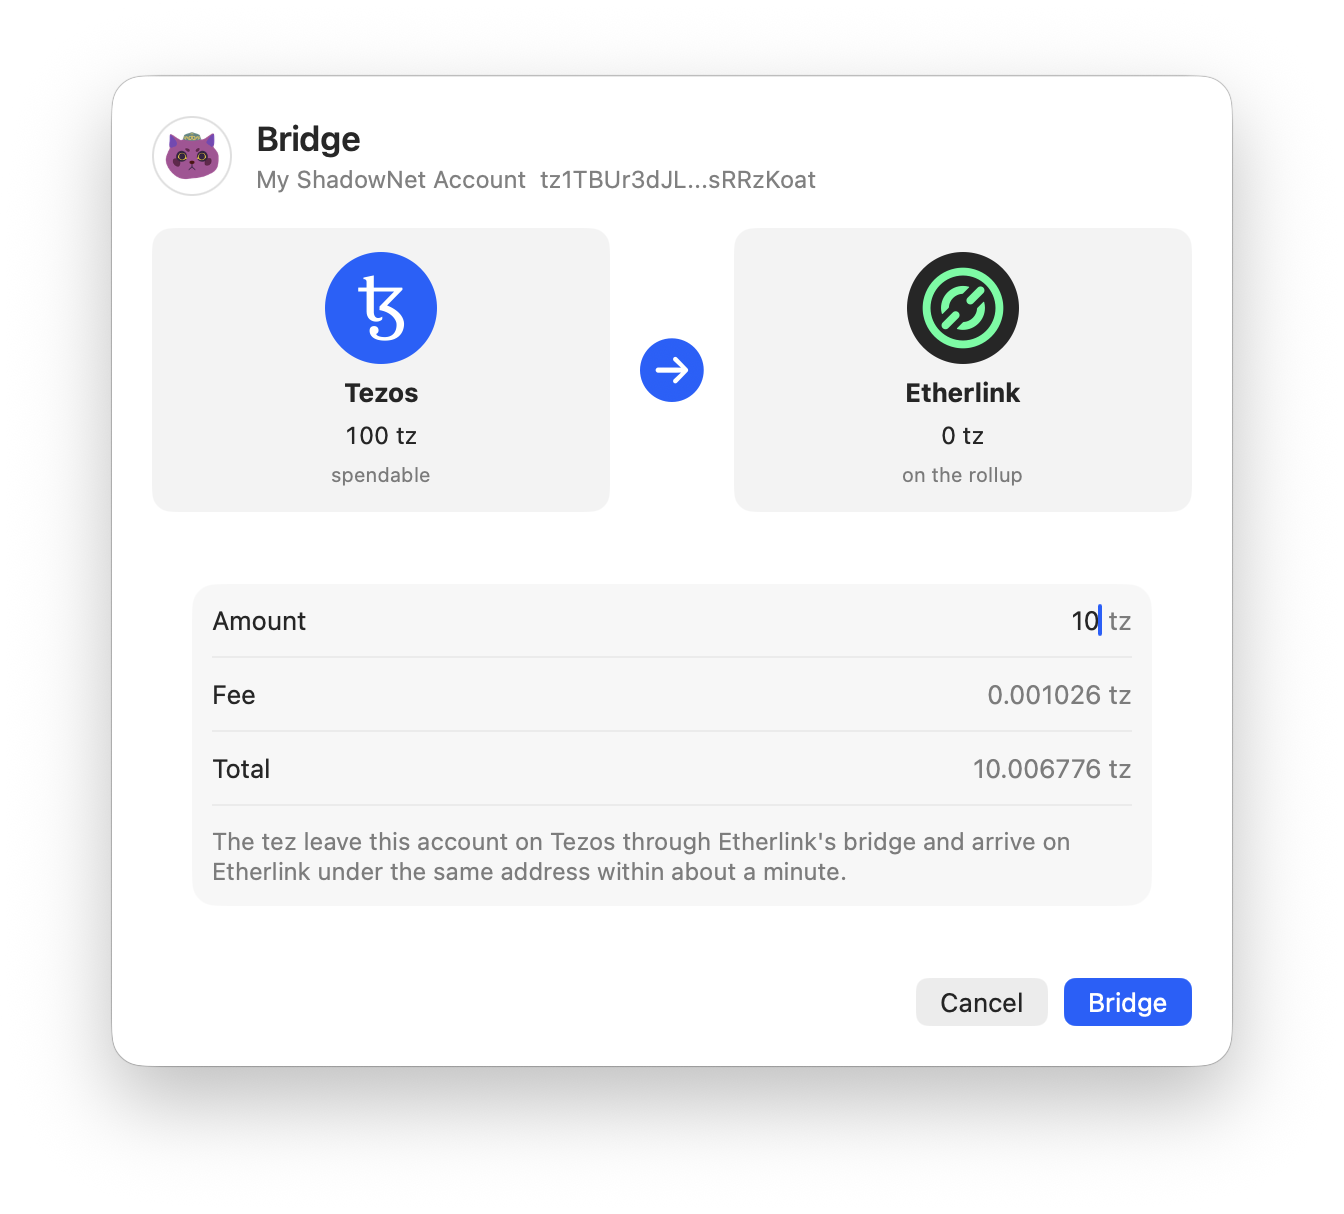 Bridge
My ShadowNet Account tz1TBUr3dJL...sRRzKoat
Tezos
100 tz
spendable
Etherlink
0 tz
on the rollup
Amount 10 tz
Fee 0.001026 tz
Total 10.006776 tz
The tez leave this account on Tezos through Etherlink's bridge and arrive on
Etherlink under the same address within about a minute.
Cancel Bridge